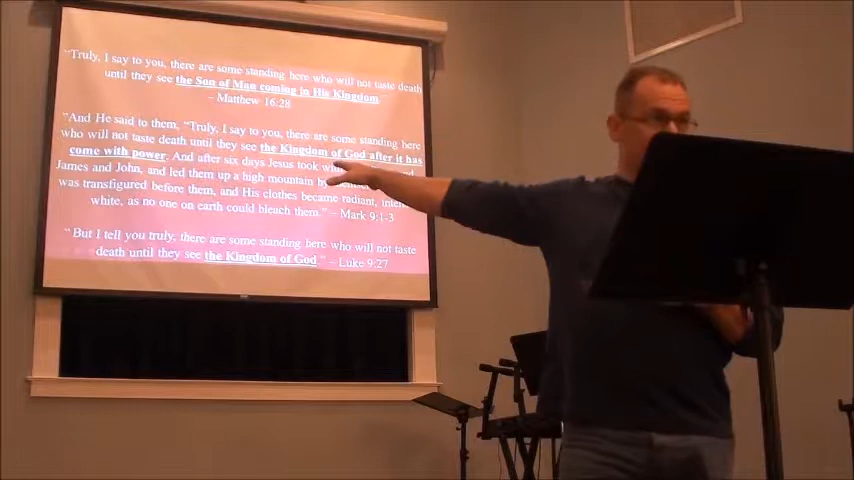 "Truly, I say to you, there are some standing here who will not taste death
until they see the Son of Man coming in His Kingdom."
– Matthew 16:28
"And He said to them, "Truly, I say to you, there are some standing here
who will not taste death until they see the Kingdom of God after it has
come with power. And after six days Jesus took with
James and John, and led them up a high mountain
was transfigured before them, and His clothes became radiant,
white, as no one on earth could bleach them." – Mark 9:1-3
"But I tell you truly, there are some standing here who will not taste
death until they see the Kingdom of God." – Luke 9:27